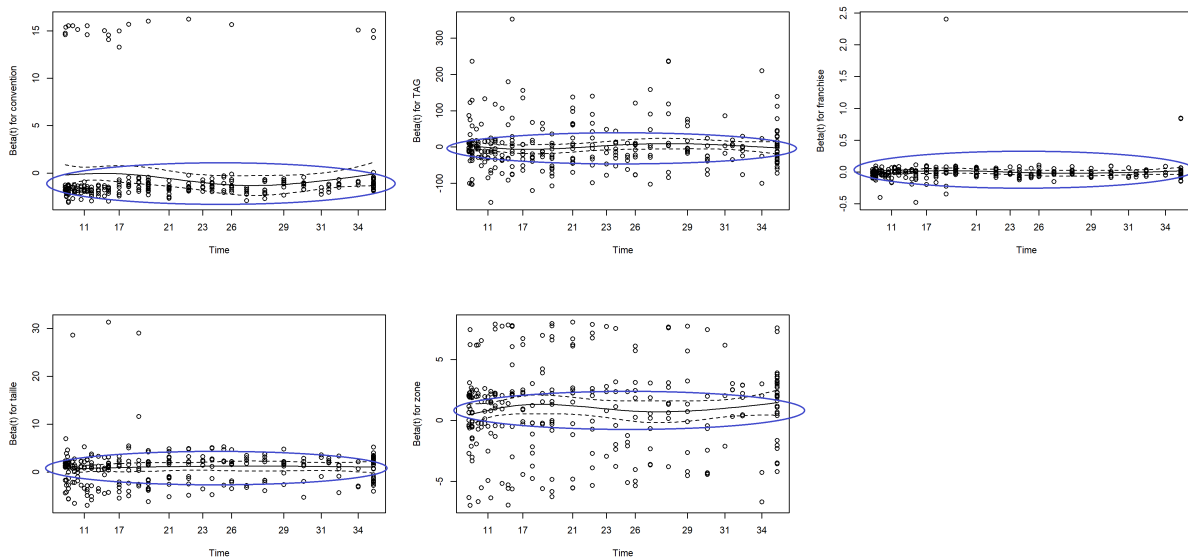 Beta(t) for convention
15
10
5
0
11 17 21 23 26 29 31 34
Time
Beta(t) for TAG
300
200
100
0
-100
11 17 21 23 26 29 31 34
Time
Beta(t) for franchise
2.5
2.0
1.5
1.0
0.5
0.0
-0.5
11 17 21 23 26 29 31 34
Time
Beta(t) for taille
30
20
10
0
11 17 21 23 26 29 31 34
Time
Beta(t) for zone
5
0
-5
11 17 21 23 26 29 31 34
Time